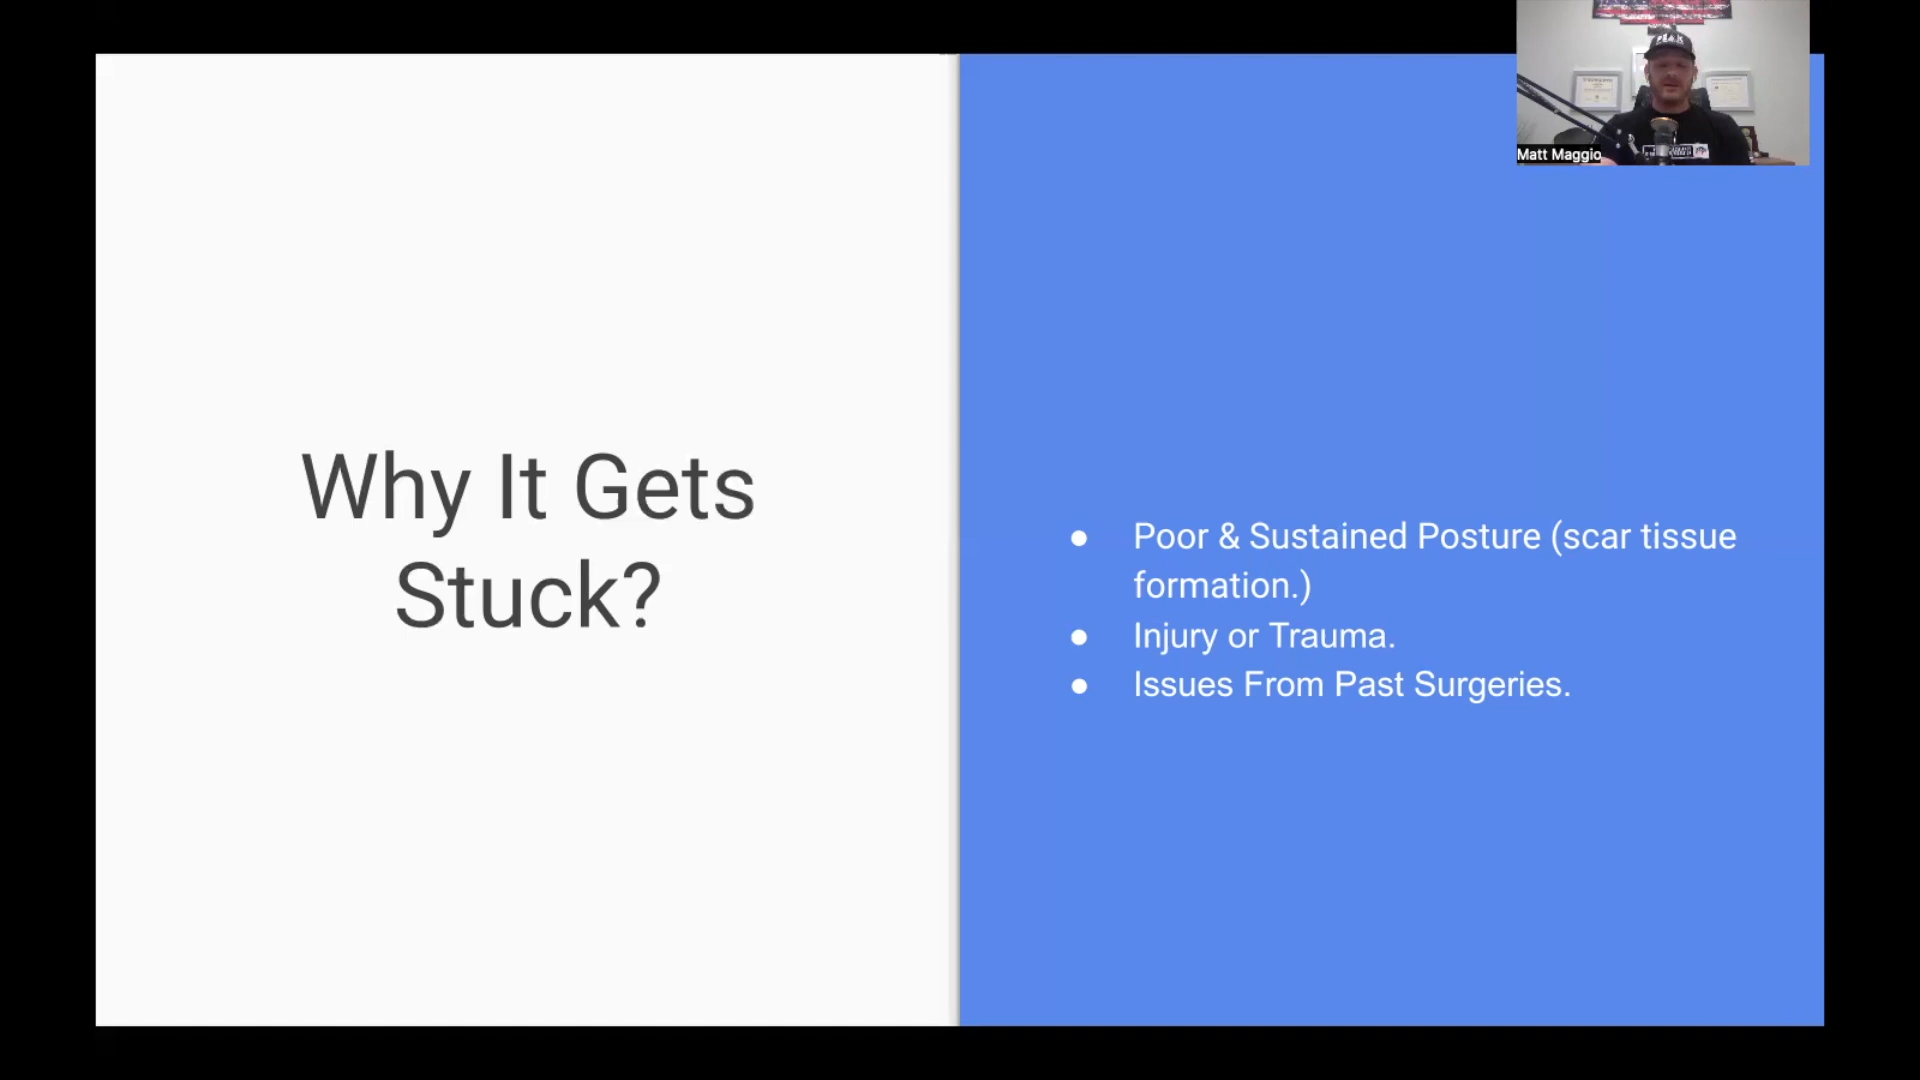 Why It Gets
Stuck?
● Poor & Sustained Posture (scar tissue
formation.)
● Injury or Trauma.
● Issues From Past Surgeries.
PEAK
Matt Maggio